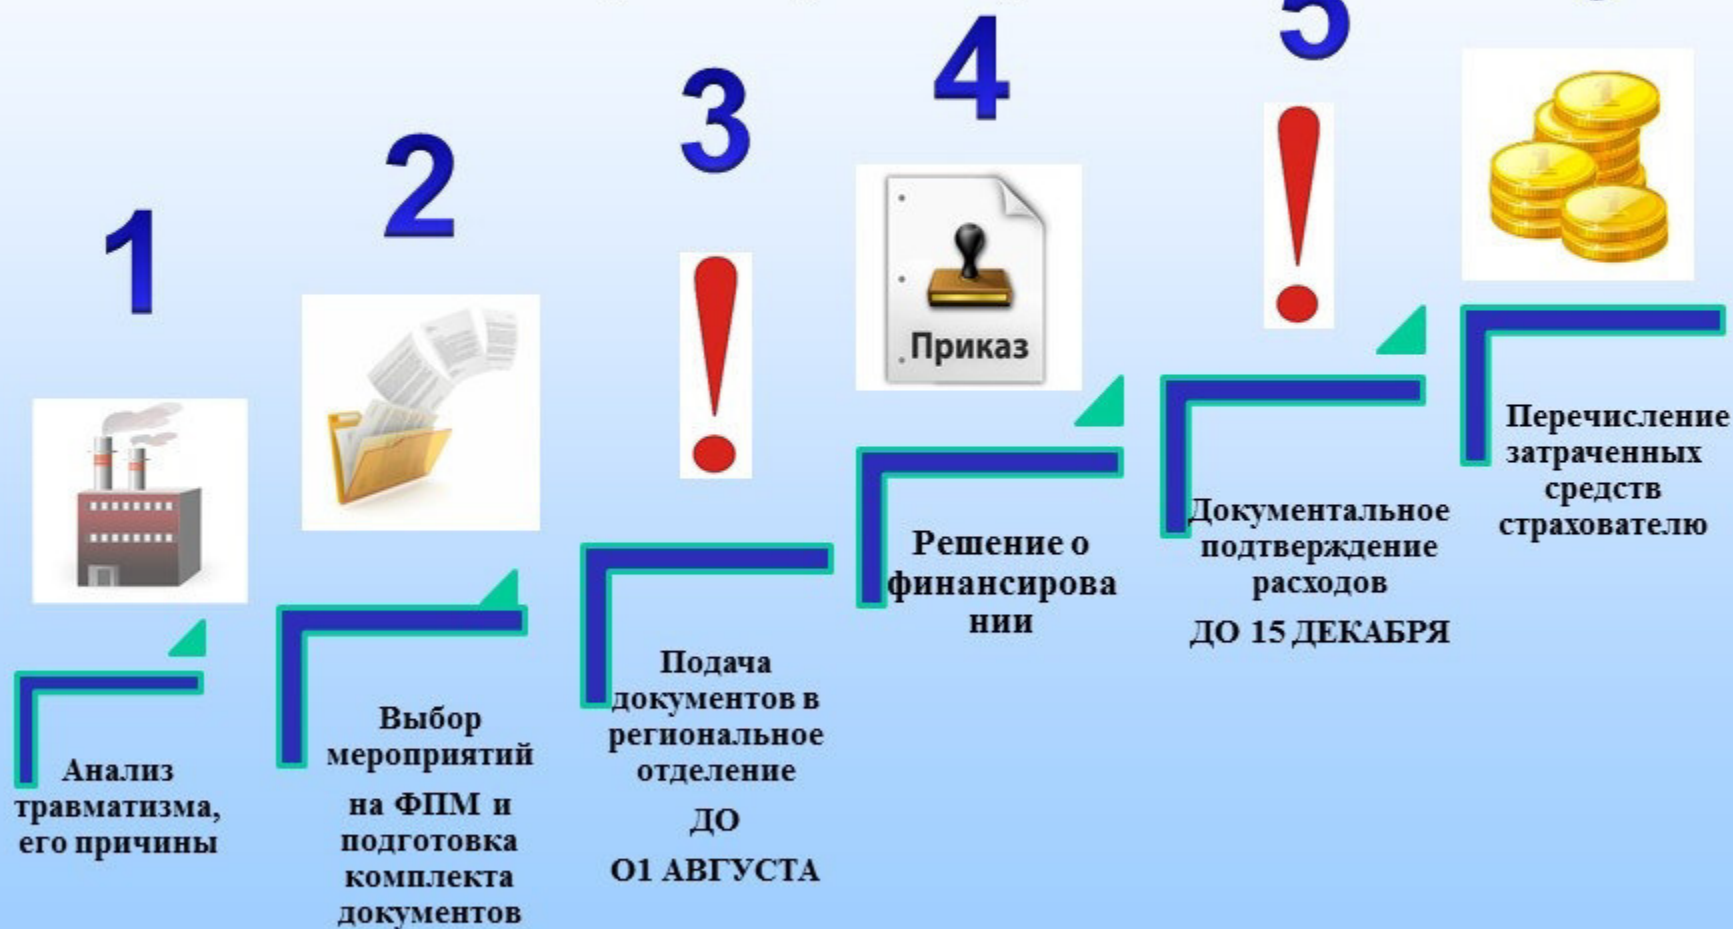 1
Анализ
травматизма,
его причины
2
Выбор
мероприятий
на ФПМ и
подготовка
комплекта
документов
3
Подача
документов в
региональное
отделение
ДО
О1 АВГУСТА
4
Приказ
Решение о
финансирова
нии
5
Документальное
подтверждение
расходов
ДО 15 ДЕКАБРЯ
Перечисление
затраченных
средств
страхователю